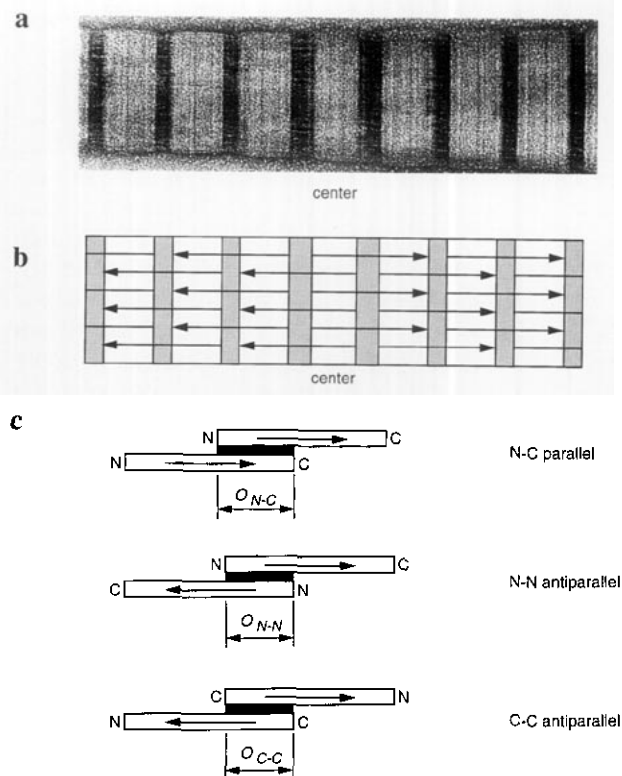 a
center
b
center
c
N C
N C
O N-C
N-C parallel
N C
C N
O N-N
N-N antiparallel
C N
N C
O C-C
C-C antiparallel